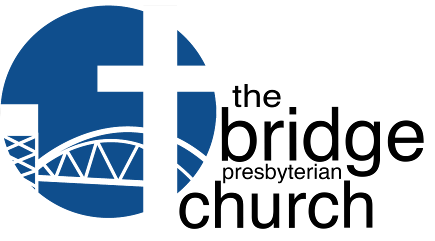 the
bridge
presbyterian
church